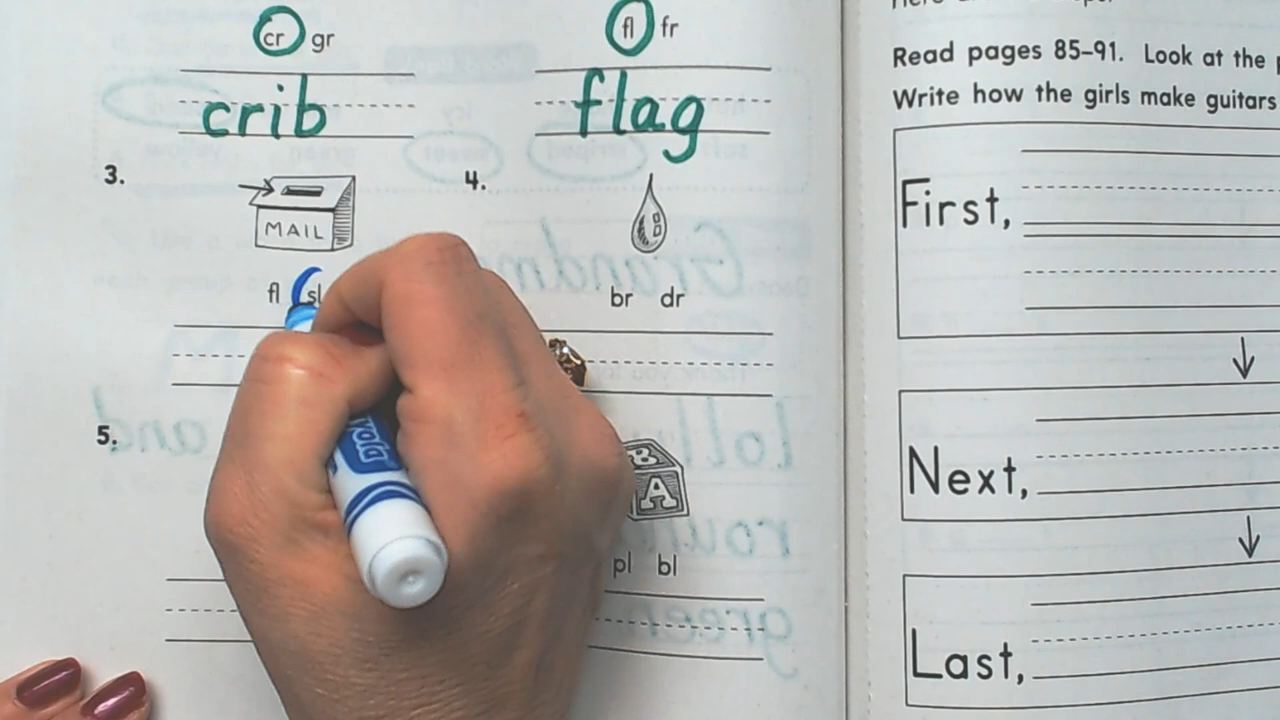 cr gr
fl fr
crib
flag
3.
4.
MAIL
fl sl
br dr
5.
B
A
pl bl
Read pages 85–91. Look at the
Write how the girls make guitars
First,
Next,
Last,